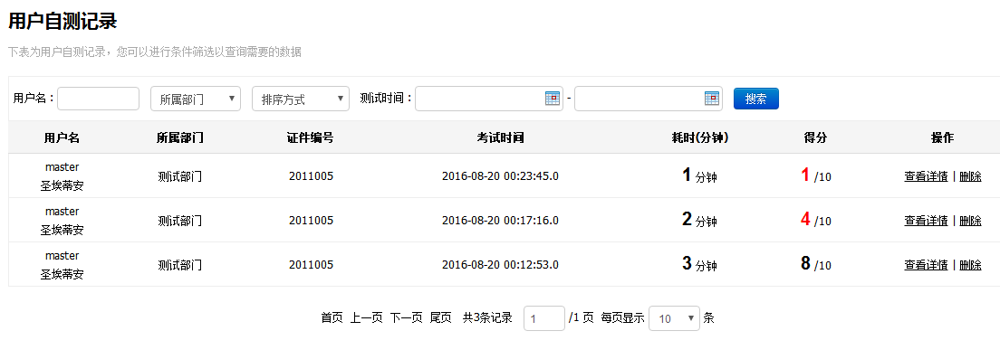 用户自测记录
下表为用户自测记录，您可以进行条件筛选以查询需要的数据
用户名： 所属部门 排序方式 测试时间： - 搜索
用户名 所属部门 证件编号 考试时间 耗时(分钟) 得分 操作
master
圣埃蒂安 测试部门 2011005 2016-08-20 00:23:45.0 1 分钟 1 /10 查看详值 | 删除
master
圣埃蒂安 测试部门 2011005 2016-08-20 00:17:16.0 2 分钟 4 /10 查看详值 | 删除
master
圣埃蒂安 测试部门 2011005 2016-08-20 00:12:53.0 3 分钟 8 /10 查看详值 | 删除
首页 上一页 下一页 尾页 共3条记录 1 /1 页 每页显示 10 条